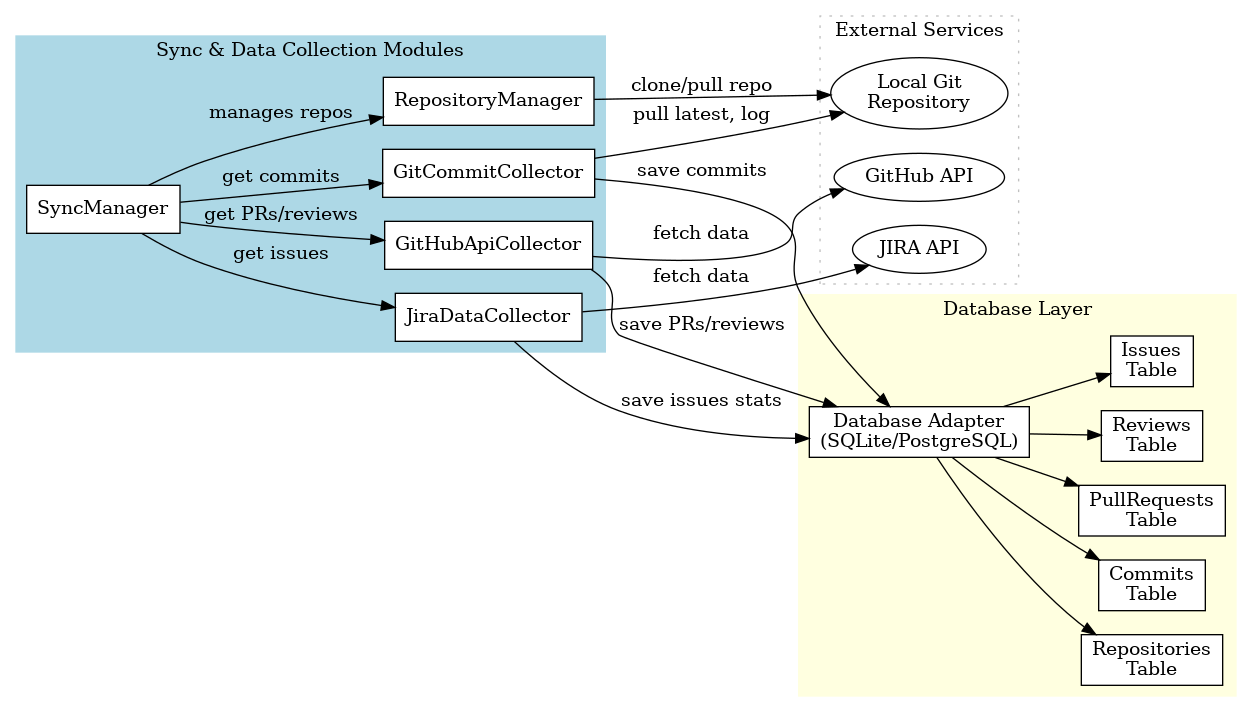 Sync & Data Collection Modules
SyncManager
manages repos
get commits
get PRs/reviews
get issues
RepositoryManager
GitCommitCollector
GitHubApiCollector
JiraDataCollector
clone/pull repo
pull latest, log
save commits
fetch data
fetch data
save PRs/reviews
save issues stats
External Services
Local Git
Repository
GitHub API
JIRA API
Database Layer
Database Adapter
(SQLite/PostgreSQL)
Issues
Table
Reviews
Table
PullRequests
Table
Commits
Table
Repositories
Table